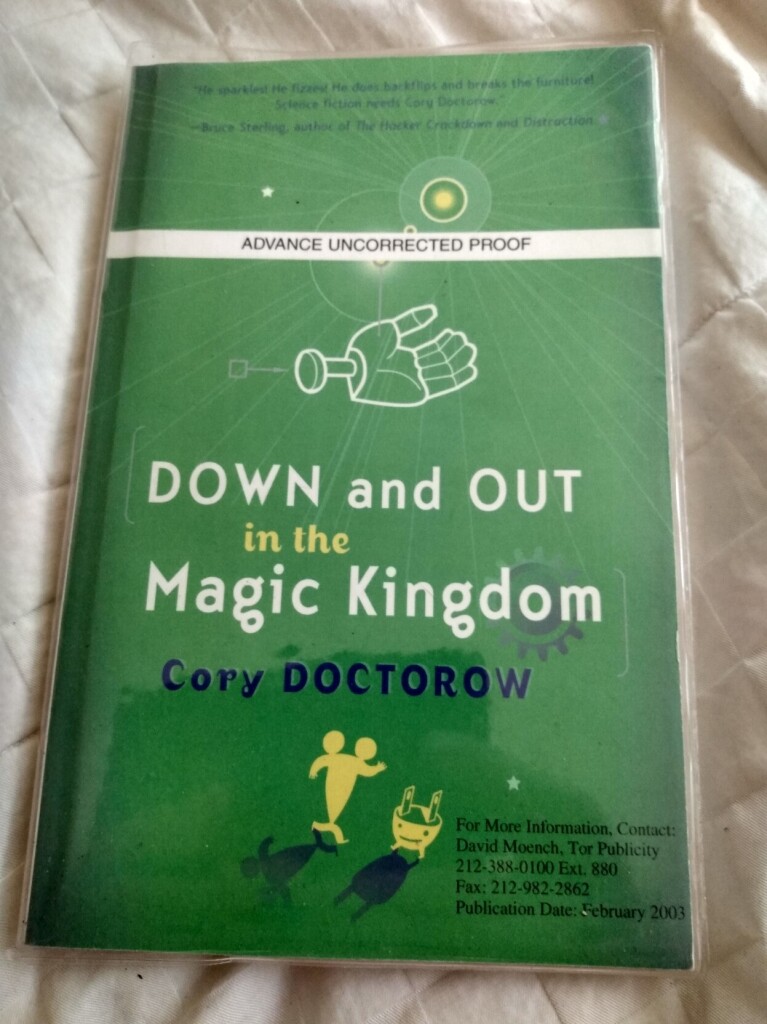 "He sparkles! He fizzes! He does backflips and breaks the furniture!
Science fiction needs Cory Doctorow."
—Bruce Sterling, author of The Hacker Crackdown and Distraction
ADVANCE UNCORRECTED PROOF
[DOWN and OUT
in the
Magic Kingdom]
Cory DOCTOROW
For More Information, Contact:
David Moench, Tor Publicity
212-388-0100 Ext. 880
Fax: 212-982-2862
Publication Date: February 2003